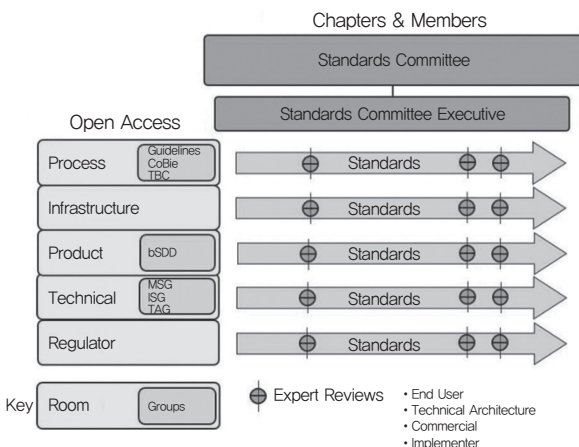 Chapters & Members
Standards Committee
Standards Committee Executive
Open Access
Process
Guidelines
CoBie
TBC
Standards
Infrastructure
Standards
Product
bSDD
Standards
Technical
MSG
ISG
TAG
Standards
Regulator
Standards
Key
Room
Groups
Expert Reviews
• End User
• Technical Architecture
• Commercial
• Implementer